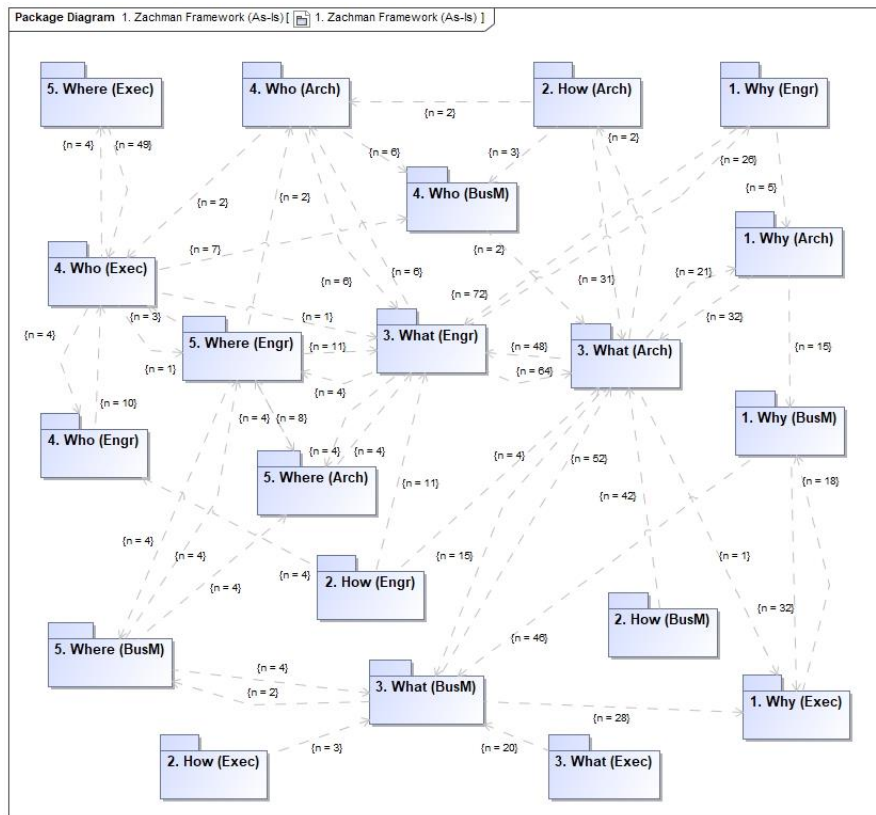 Package Diagram 1. Zachman Framework (As-Is) [ 1. Zachman Framework (As-Is) ]
5. Where (Exec)
4. Who (Arch)
2. How (Arch)
1. Why (Engr)
{n = 2}
{n = 4}
{n = 49}
{n = 6}
{n = 3}
{n = 2}
{n = 26}
4. Who (BusM)
{n = 5}
{n = 2}
{n = 2}
1. Why (Arch)
{n = 7}
{n = 2}
4. Who (Exec)
{n = 6}
{n = 6}
{n = 31}
{n = 21}
{n = 72}
{n = 3}
{n = 1}
{n = 32}
{n = 4}
5. Where (Engr)
{n = 11}
3. What (Engr)
{n = 48}
3. What (Arch)
{n = 15}
{n = 1}
{n = 64}
{n = 4}
{n = 10}
{n = 4}
{n = 8}
1. Why (BusM)
4. Who (Engr)
{n = 4}
{n = 4}
{n = 4}
{n = 52}
5. Where (Arch)
{n = 11}
{n = 18}
{n = 42}
{n = 4}
{n = 4}
{n = 15}
{n = 1}
{n = 4}
{n = 4}
2. How (Engr)
{n = 32}
2. How (BusM)
{n = 46}
5. Where (BusM)
{n = 4}
3. What (BusM)
{n = 2}
1. Why (Exec)
{n = 28}
2. How (Exec)
{n = 3}
{n = 20}
3. What (Exec)